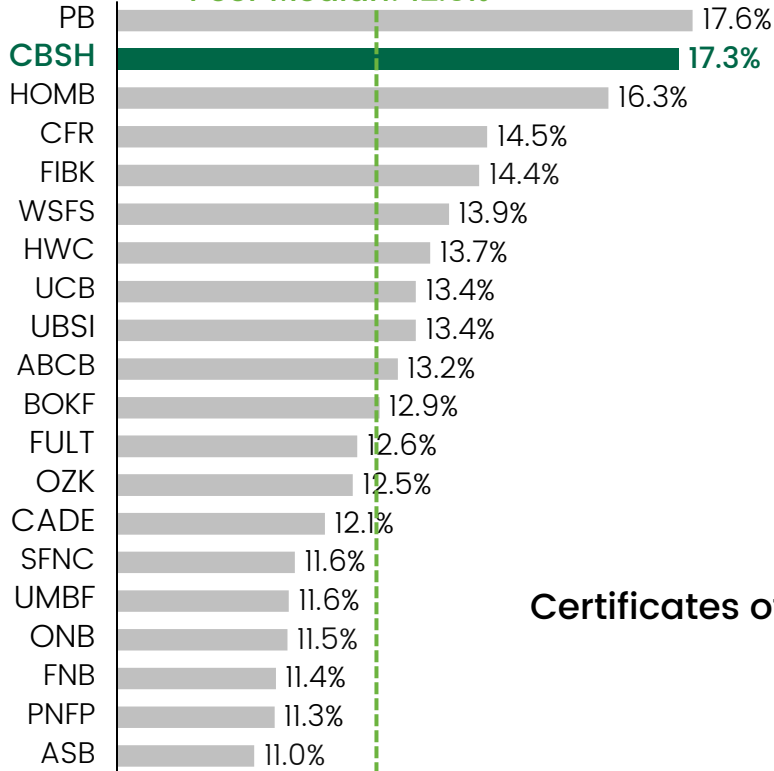 PB 17.6%
CBSH 17.3%
HOMB 16.3%
CFR 14.5%
FIBK 14.4%
WSFS 13.9%
HWC 13.7%
UCB 13.4%
UBSI 13.4%
ABCB 13.2%
BOKF 12.9%
FULT 12.6%
OZK 12.5%
CADE 12.1%
SFNC 11.6%
UMBF 11.6%
Certificates of
ONB 11.5%
FNB 11.4%
PNFP 11.3%
ASB 11.0%